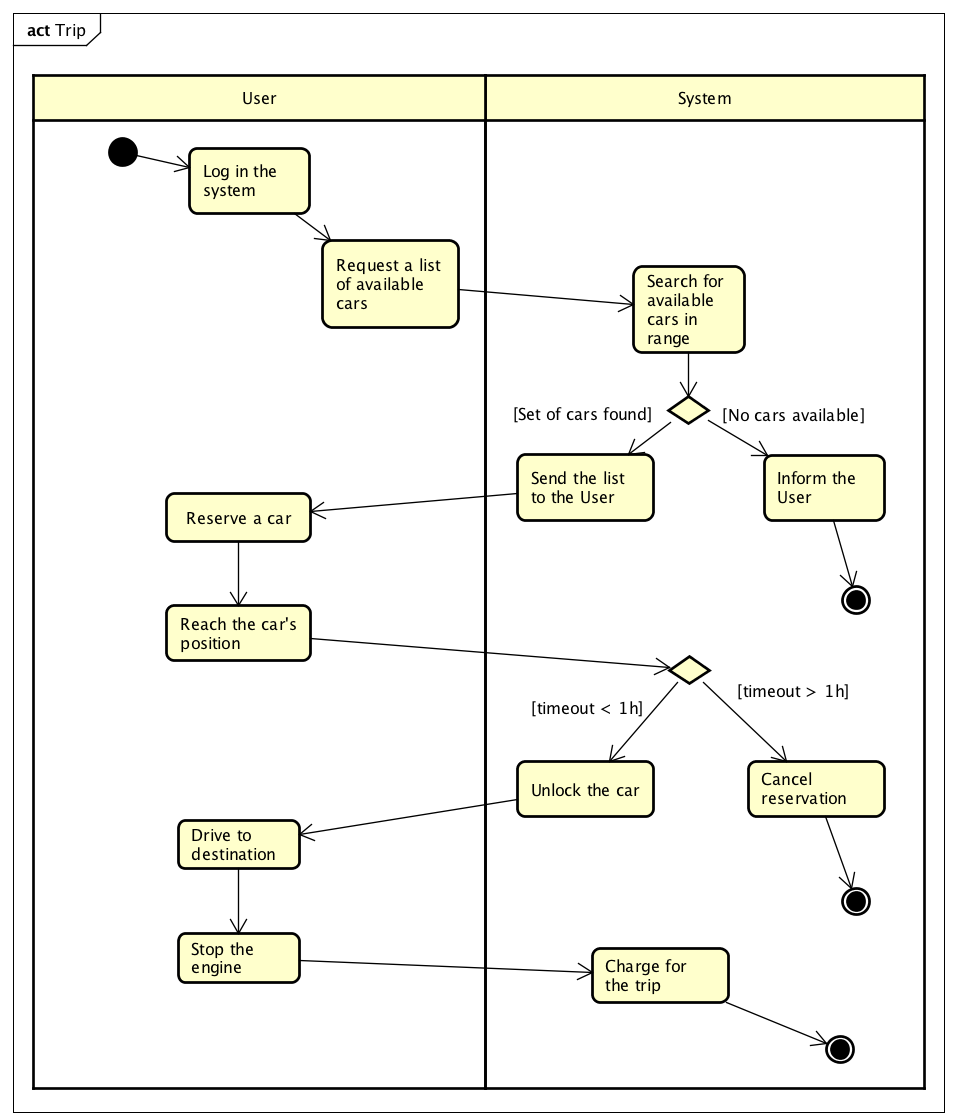 act Trip
User
System
Log in the
system
Request a list
of available
cars
Search for
available
cars in
range
[Set of cars found]
[No cars available]
Send the list
to the User
Inform the
User
Reserve a car
Reach the car's
position
[timeout < 1h]
[timeout > 1h]
Unlock the car
Cancel
reservation
Drive to
destination
Stop the
engine
Charge for
the trip